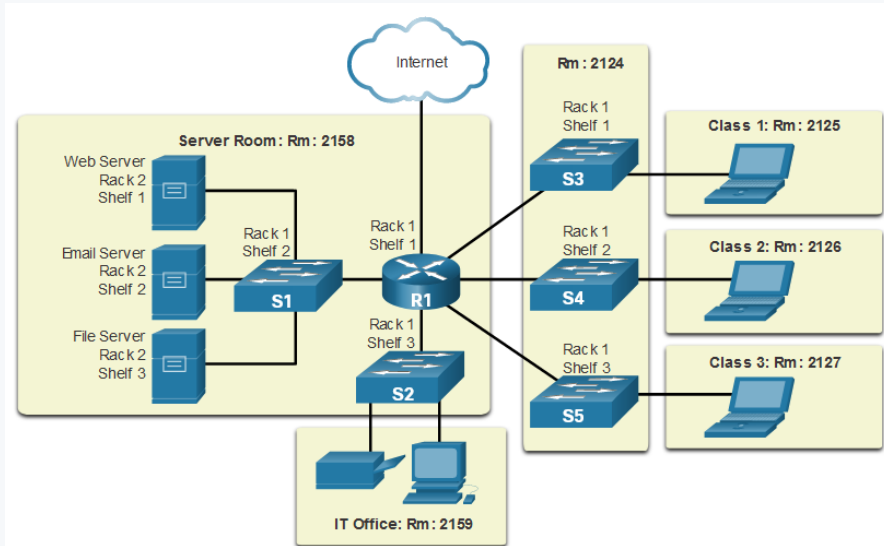 Internet
Rm: 2124
Rack 1
Shelf 1
S3
Class 1: Rm: 2125
Server Room: Rm: 2158
Web Server
Rack 2
Shelf 1
Email Server
Rack 2
Shelf 2
File Server
Rack 2
Shelf 3
Rack 1
Shelf 2
S1
Rack 1
Shelf 1
R1
Rack 1
Shelf 3
S2
Rack 1
Shelf 2
S4
Class 2: Rm: 2126
Rack 1
Shelf 3
S5
Class 3: Rm: 2127
IT Office: Rm: 2159